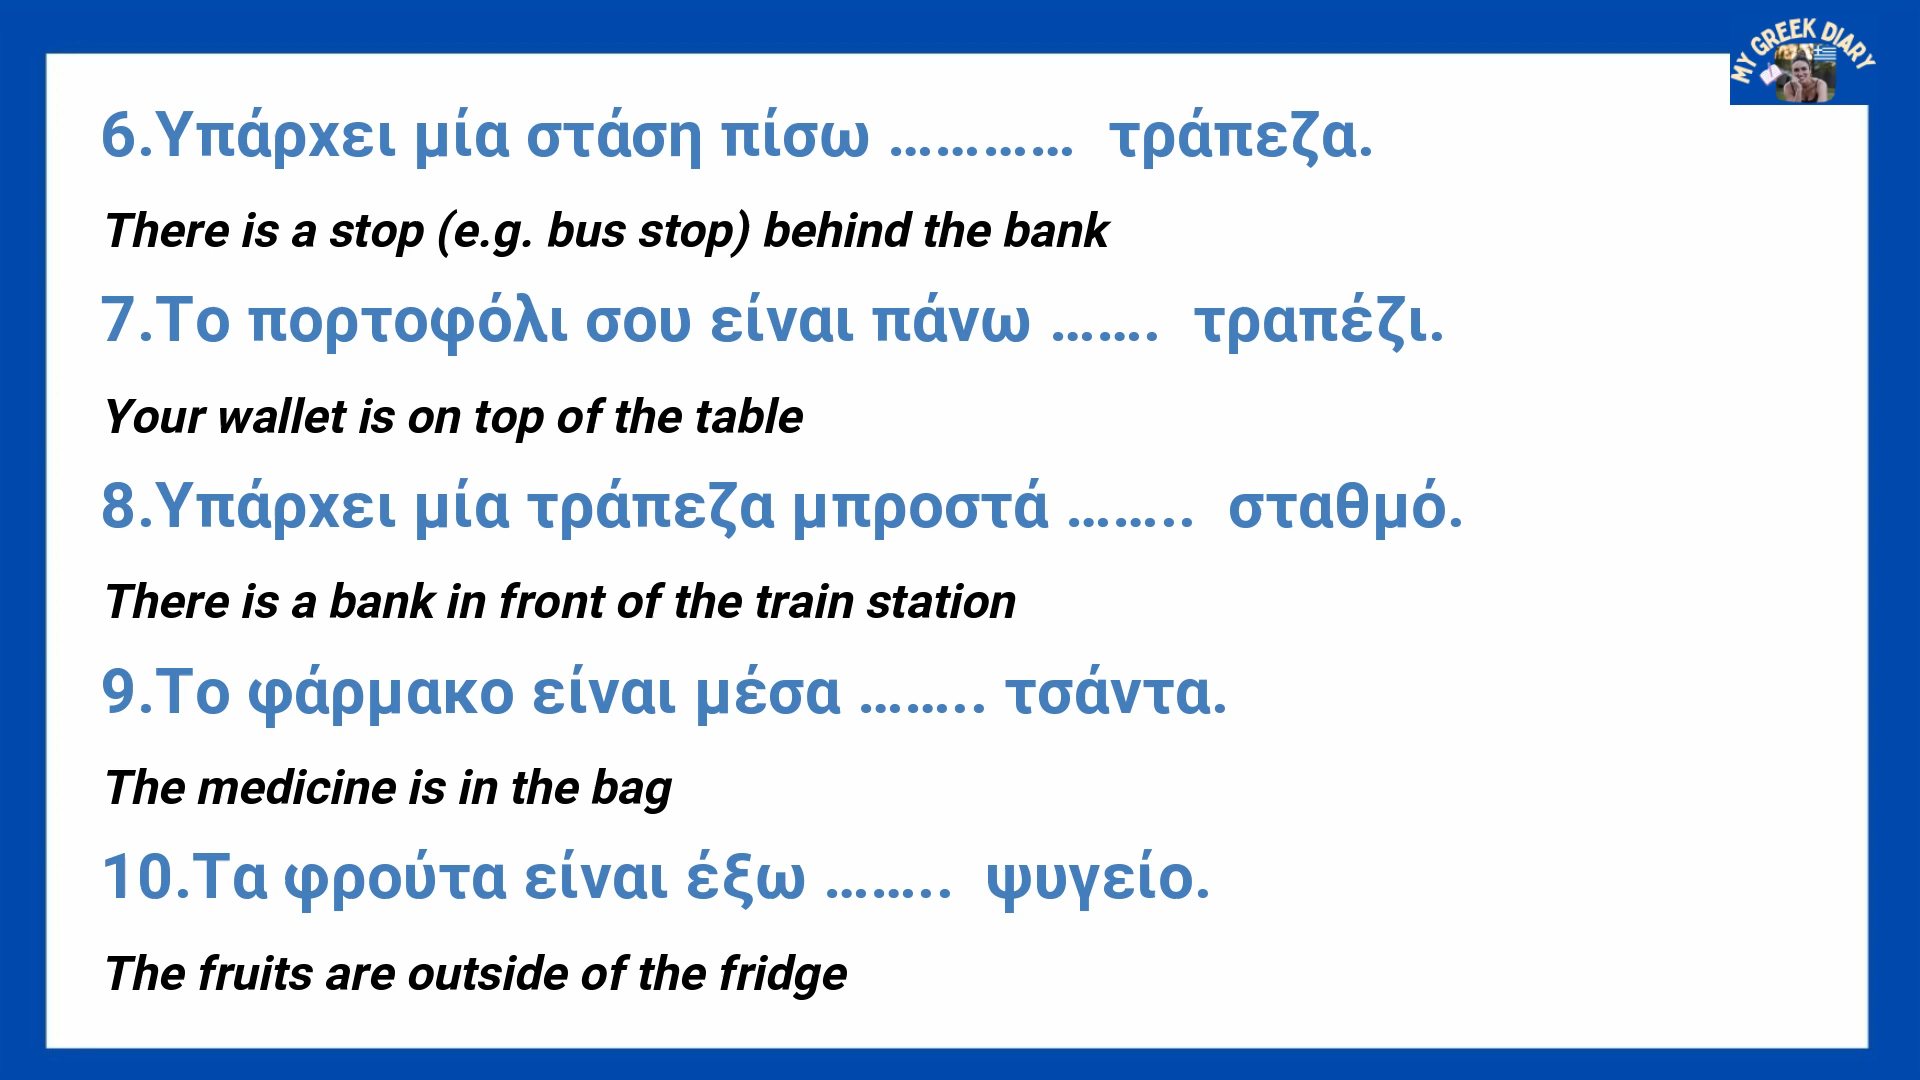 MY GREEK DIARY
6.Υπάρχει μία στάση πίσω ………… τράπεζα.
There is a stop (e.g. bus stop) behind the bank
7.Το πορτοφόλι σου είναι πάνω ……. τραπέζι.
Your wallet is on top of the table
8.Υπάρχει μία τράπεζα μπροστά …….. σταθμό.
There is a bank in front of the train station
9.Το φάρμακο είναι μέσα …….. τσάντα.
The medicine is in the bag
10.Τα φρούτα είναι έξω …….. ψυγείο.
The fruits are outside of the fridge